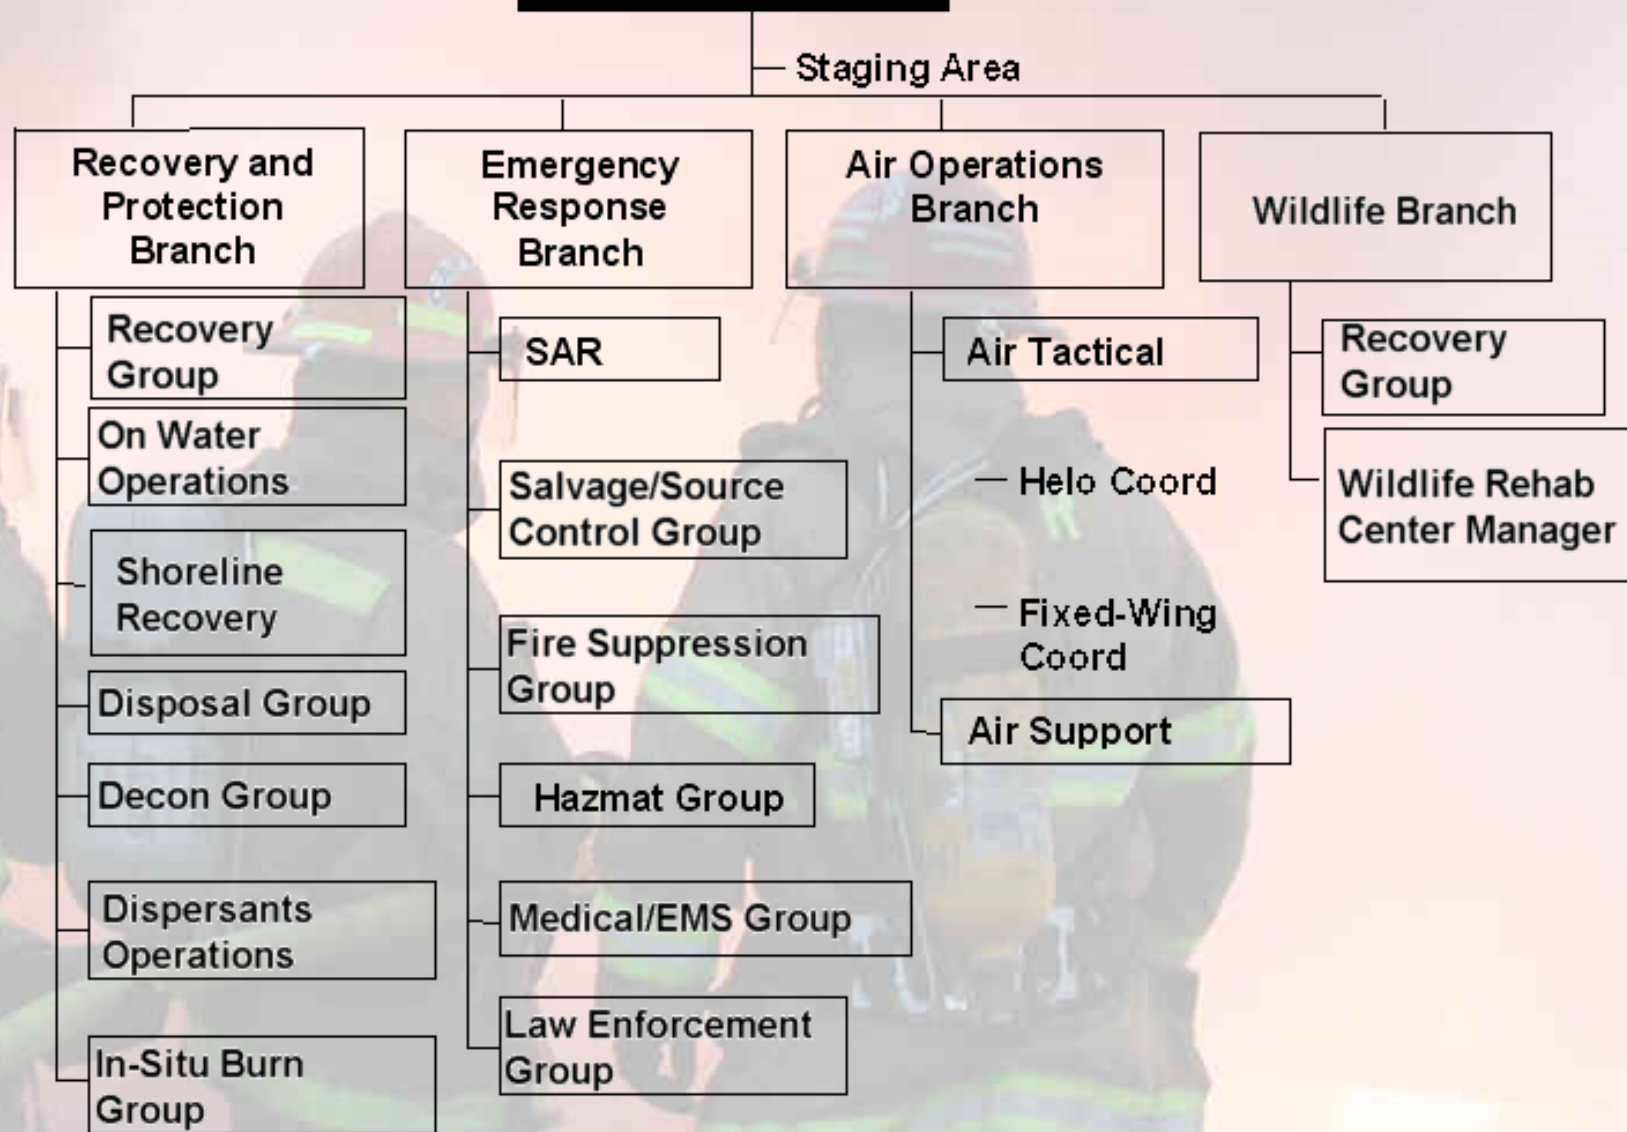 Staging Area
Recovery and
Protection
Branch
Recovery
Group
On Water
Operations
Shoreline
Recovery
Disposal Group
Decon Group
Dispersants
Operations
In-Situ Burn
Group
Emergency
Response
Branch
SAR
Salvage/Source
Control Group
Fire Suppression
Group
Hazmat Group
Medical/EMS Group
Law Enforcement
Group
Air Operations
Branch
Air Tactical
Helo Coord
Fixed-Wing
Coord
Air Support
Wildlife Branch
Recovery
Group
Wildlife Rehab
Center Manager